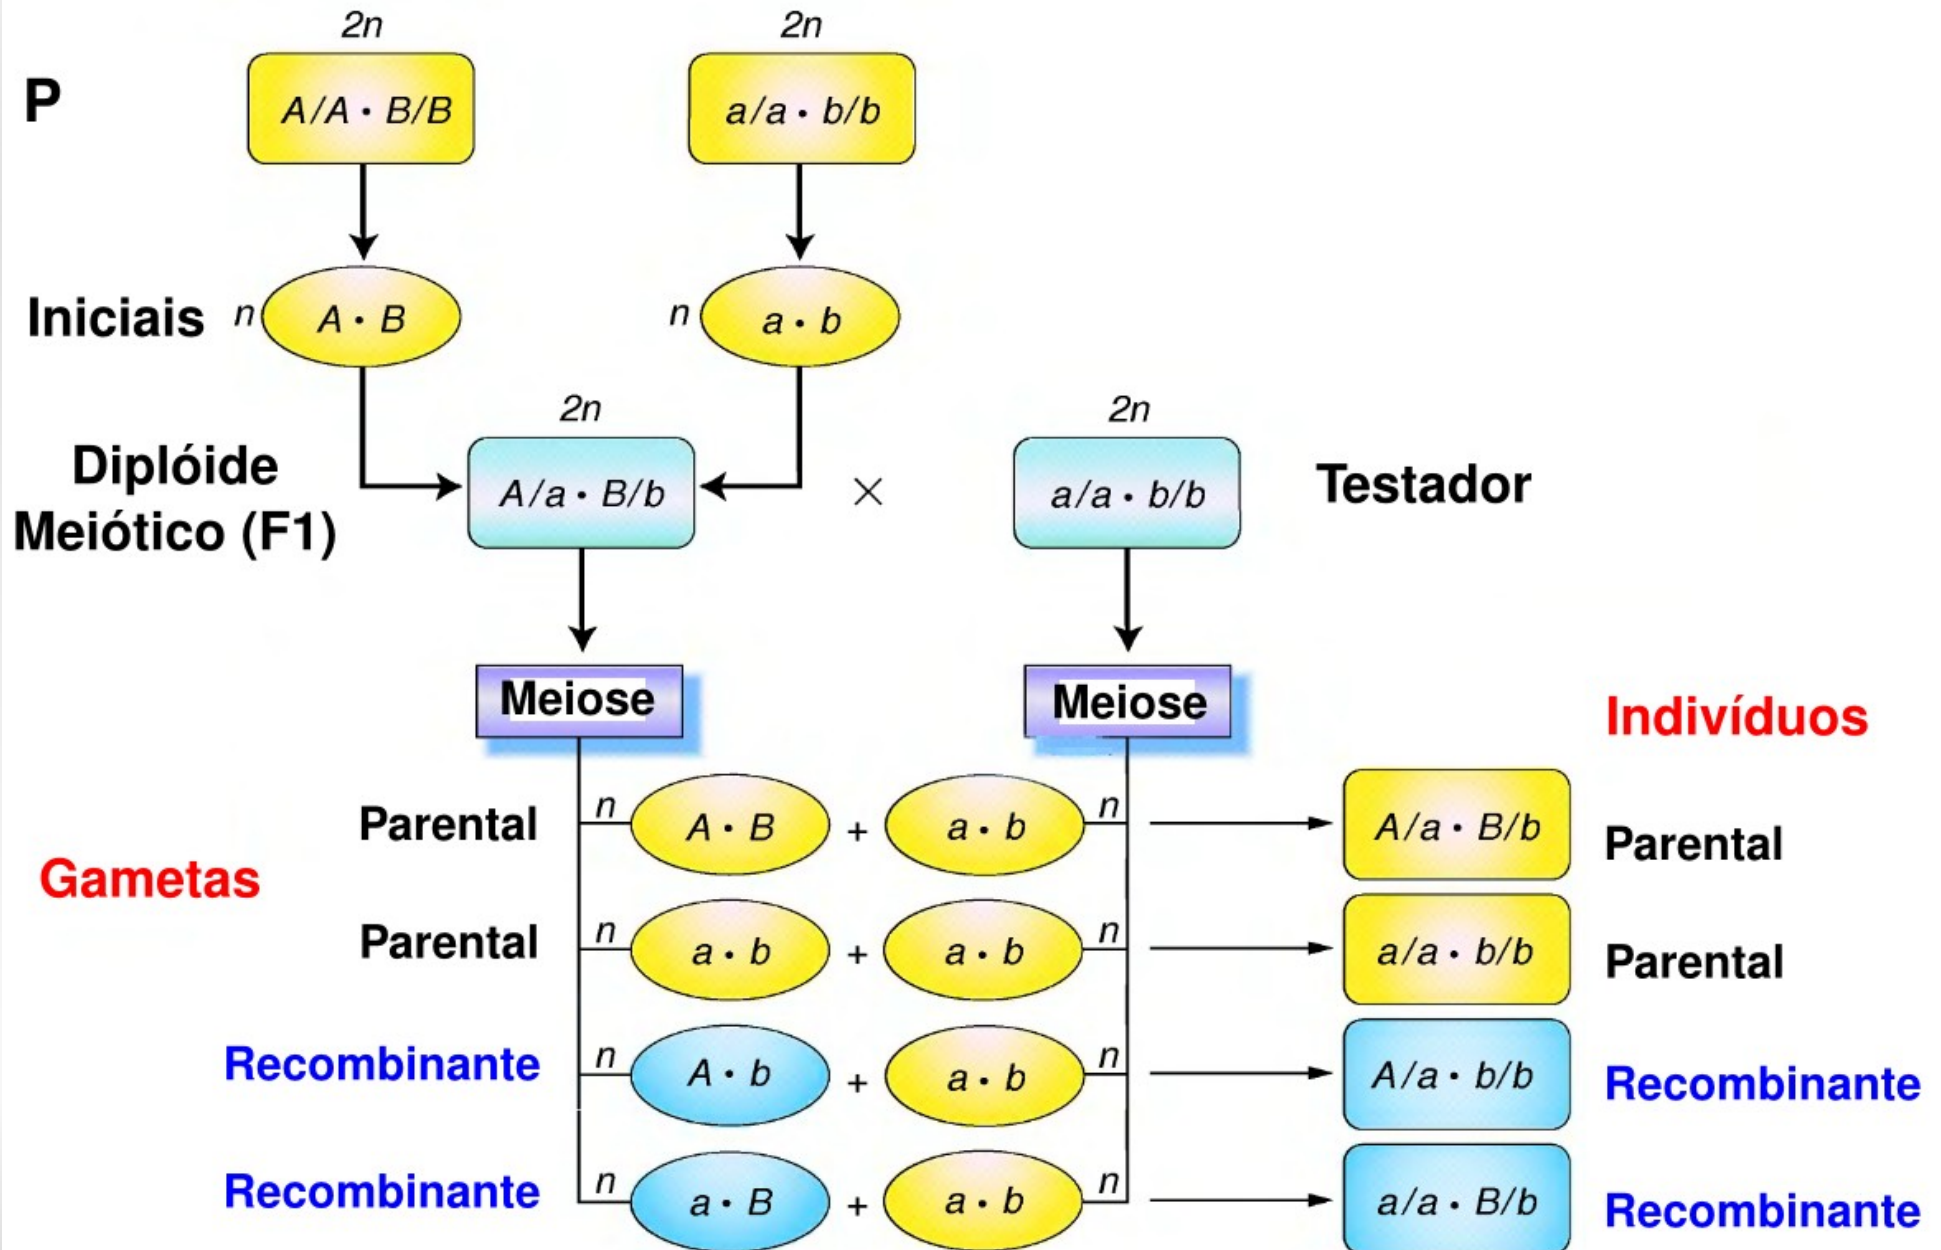 2n 2n
P A/A • B/B a/a • b/b
Iniciais n A • B n a • b
2n 2n
Diplóide
Meiótico (F1)
A/a • B/b × a/a • b/b Testador
Meiose Meiose
Indivíduos
Gametas
Parental n A • B + a • b n A/a • B/b Parental
Parental n a • b + a • b n a/a • b/b Parental
Recombinante n A • b + a • b n A/a • b/b Recombinante
Recombinante n a • B + a • b n a/a • B/b Recombinante